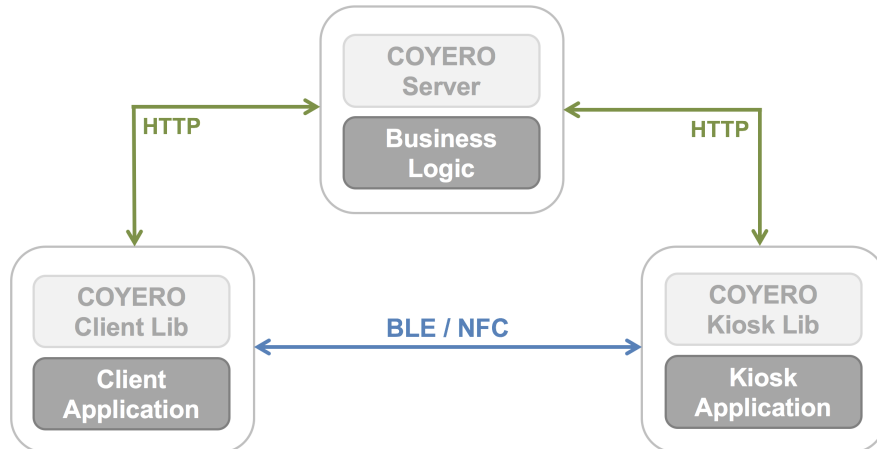 COYERO
Server
Business
Logic
HTTP
HTTP
COYERO
Client Lib
Client
Application
BLE / NFC
COYERO
Kiosk Lib
Kiosk
Application